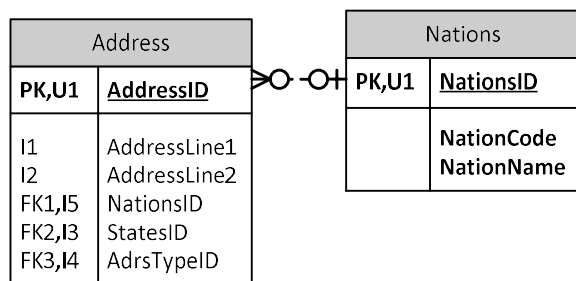 Address
PK,U1 AddressID
I1 AddressLine1
I2 AddressLine2
FK1,I5 NationsID
FK2,I3 StatesID
FK3,I4 AdrsTypeID
Nations
PK,U1 NationsID
NationCode
NationName